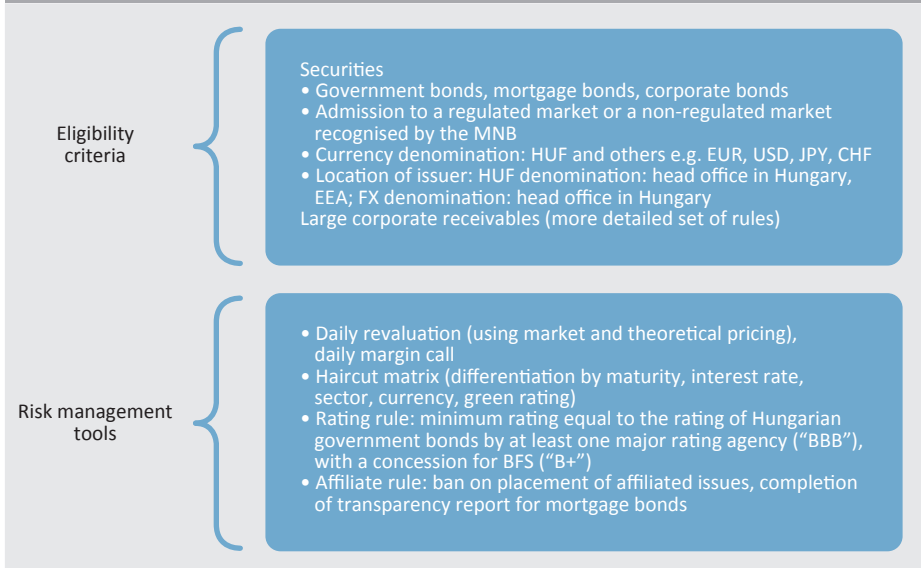 Eligibility
criteria
Securities
• Government bonds, mortgage bonds, corporate bonds
• Admission to a regulated market or a non-regulated market
recognised by the MNB
• Currency denomination: HUF and others e.g. EUR, USD, JPY, CHF
• Location of issuer: HUF denomination: head office in Hungary,
EEA; FX denomination: head office in Hungary
Large corporate receivables (more detailed set of rules)
Risk management
tools
• Daily revaluation (using market and theoretical pricing),
daily margin call
• Haircut matrix (differentiation by maturity, interest rate,
sector, currency, green rating)
• Rating rule: minimum rating equal to the rating of Hungarian
government bonds by at least one major rating agency (“BBB”),
with a concession for BFS (“B+”)
• Affiliate rule: ban on placement of affiliated issues, completion
of transparency report for mortgage bonds